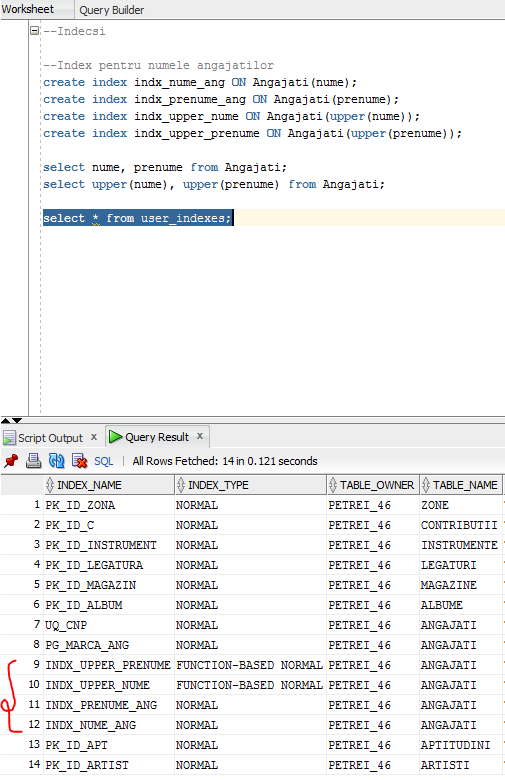 Worksheet Query Builder
--Indecsi
--Index pentru numele angajatilor
create index indx_nume_ang ON Angajati(nume);
create index indx_prenume_ang ON Angajati(prenume);
create index indx_upper_nume ON Angajati(upper(nume));
create index indx_upper_prenume ON Angajati(upper(prenume));
select nume, prenume from Angajati;
select upper(nume), upper(prenume) from Angajati;
select * from user_indexes;
Script Output x Query Result x
SQL | All Rows Fetched: 14 in 0.121 seconds
INDEX_NAME INDEX_TYPE TABLE_OWNER TABLE_NAME
1 PK_ID_ZONA NORMAL PETREI_46 ZONE
2 PK_ID_C NORMAL PETREI_46 CONTRIBUTII
3 PK_ID_INSTRUMENT NORMAL PETREI_46 INSTRUMENTE
4 PK_ID_LEGATURA NORMAL PETREI_46 LEGATURI
5 PK_ID_MAGAZIN NORMAL PETREI_46 MAGAZINE
6 PK_ID_ALBUM NORMAL PETREI_46 ALBUME
7 UQ_CNP NORMAL PETREI_46 ANGAJATI
8 PG_MARCA_ANG NORMAL PETREI_46 ANGAJATI
9 INDX_UPPER_PRENUME FUNCTION-BASED NORMAL PETREI_46 ANGAJATI
10 INDX_UPPER_NUME FUNCTION-BASED NORMAL PETREI_46 ANGAJATI
11 INDX_PRENUME_ANG NORMAL PETREI_46 ANGAJATI
12 INDX_NUME_ANG NORMAL PETREI_46 ANGAJATI
13 PK_ID_APT NORMAL PETREI_46 APTITUDINI
14 PK_ID_ARTIST NORMAL PETREI_46 ARTISTI